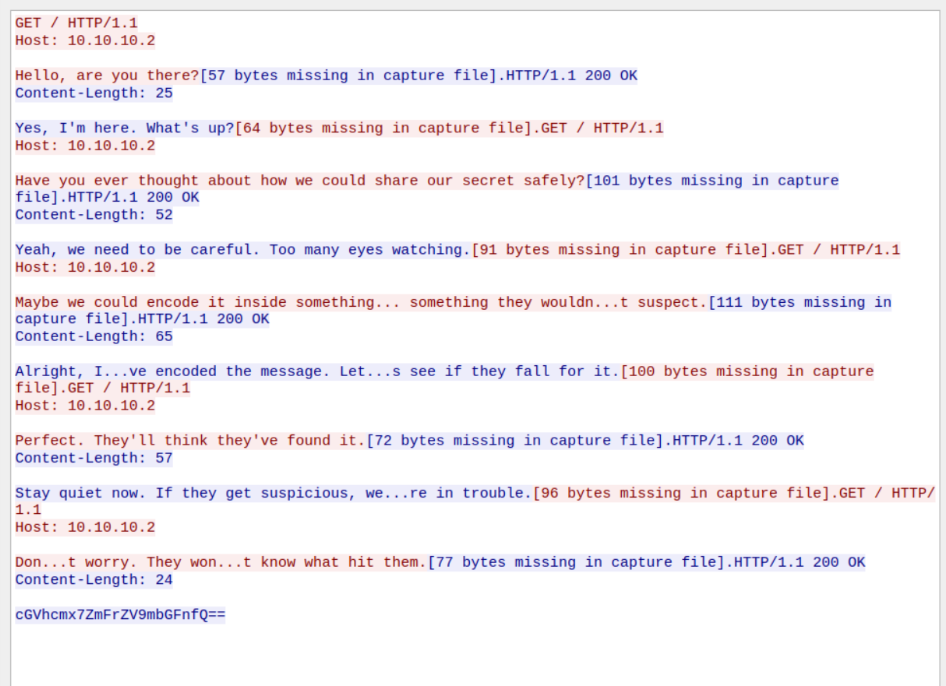 GET / HTTP/1.1
Host: 10.10.10.2
Hello, are you there?[57 bytes missing in capture file].HTTP/1.1 200 OK
Content-Length: 25
Yes, I'm here. What's up?[64 bytes missing in capture file].GET / HTTP/1.1
Host: 10.10.10.2
Have you ever thought about how we could share our secret safely?[101 bytes missing in capture
file].HTTP/1.1 200 OK
Content-Length: 52
Yeah, we need to be careful. Too many eyes watching.[91 bytes missing in capture file].GET / HTTP/1.1
Host: 10.10.10.2
Maybe we could encode it inside something... something they wouldn...t suspect.[111 bytes missing in
capture file].HTTP/1.1 200 OK
Content-Length: 65
Alright, I...ve encoded the message. Let...s see if they fall for it.[100 bytes missing in capture
file].GET / HTTP/1.1
Host: 10.10.10.2
Perfect. They'll think they've found it.[72 bytes missing in capture file].HTTP/1.1 200 OK
Content-Length: 57
Stay quiet now. If they get suspicious, we...re in trouble.[96 bytes missing in capture file].GET / HTTP/
1.1
Host: 10.10.10.2
Don...t worry. They won...t know what hit them.[77 bytes missing in capture file].HTTP/1.1 200 OK
Content-Length: 24
cGVhcmx7ZmFrZV9mbGFnfQ==